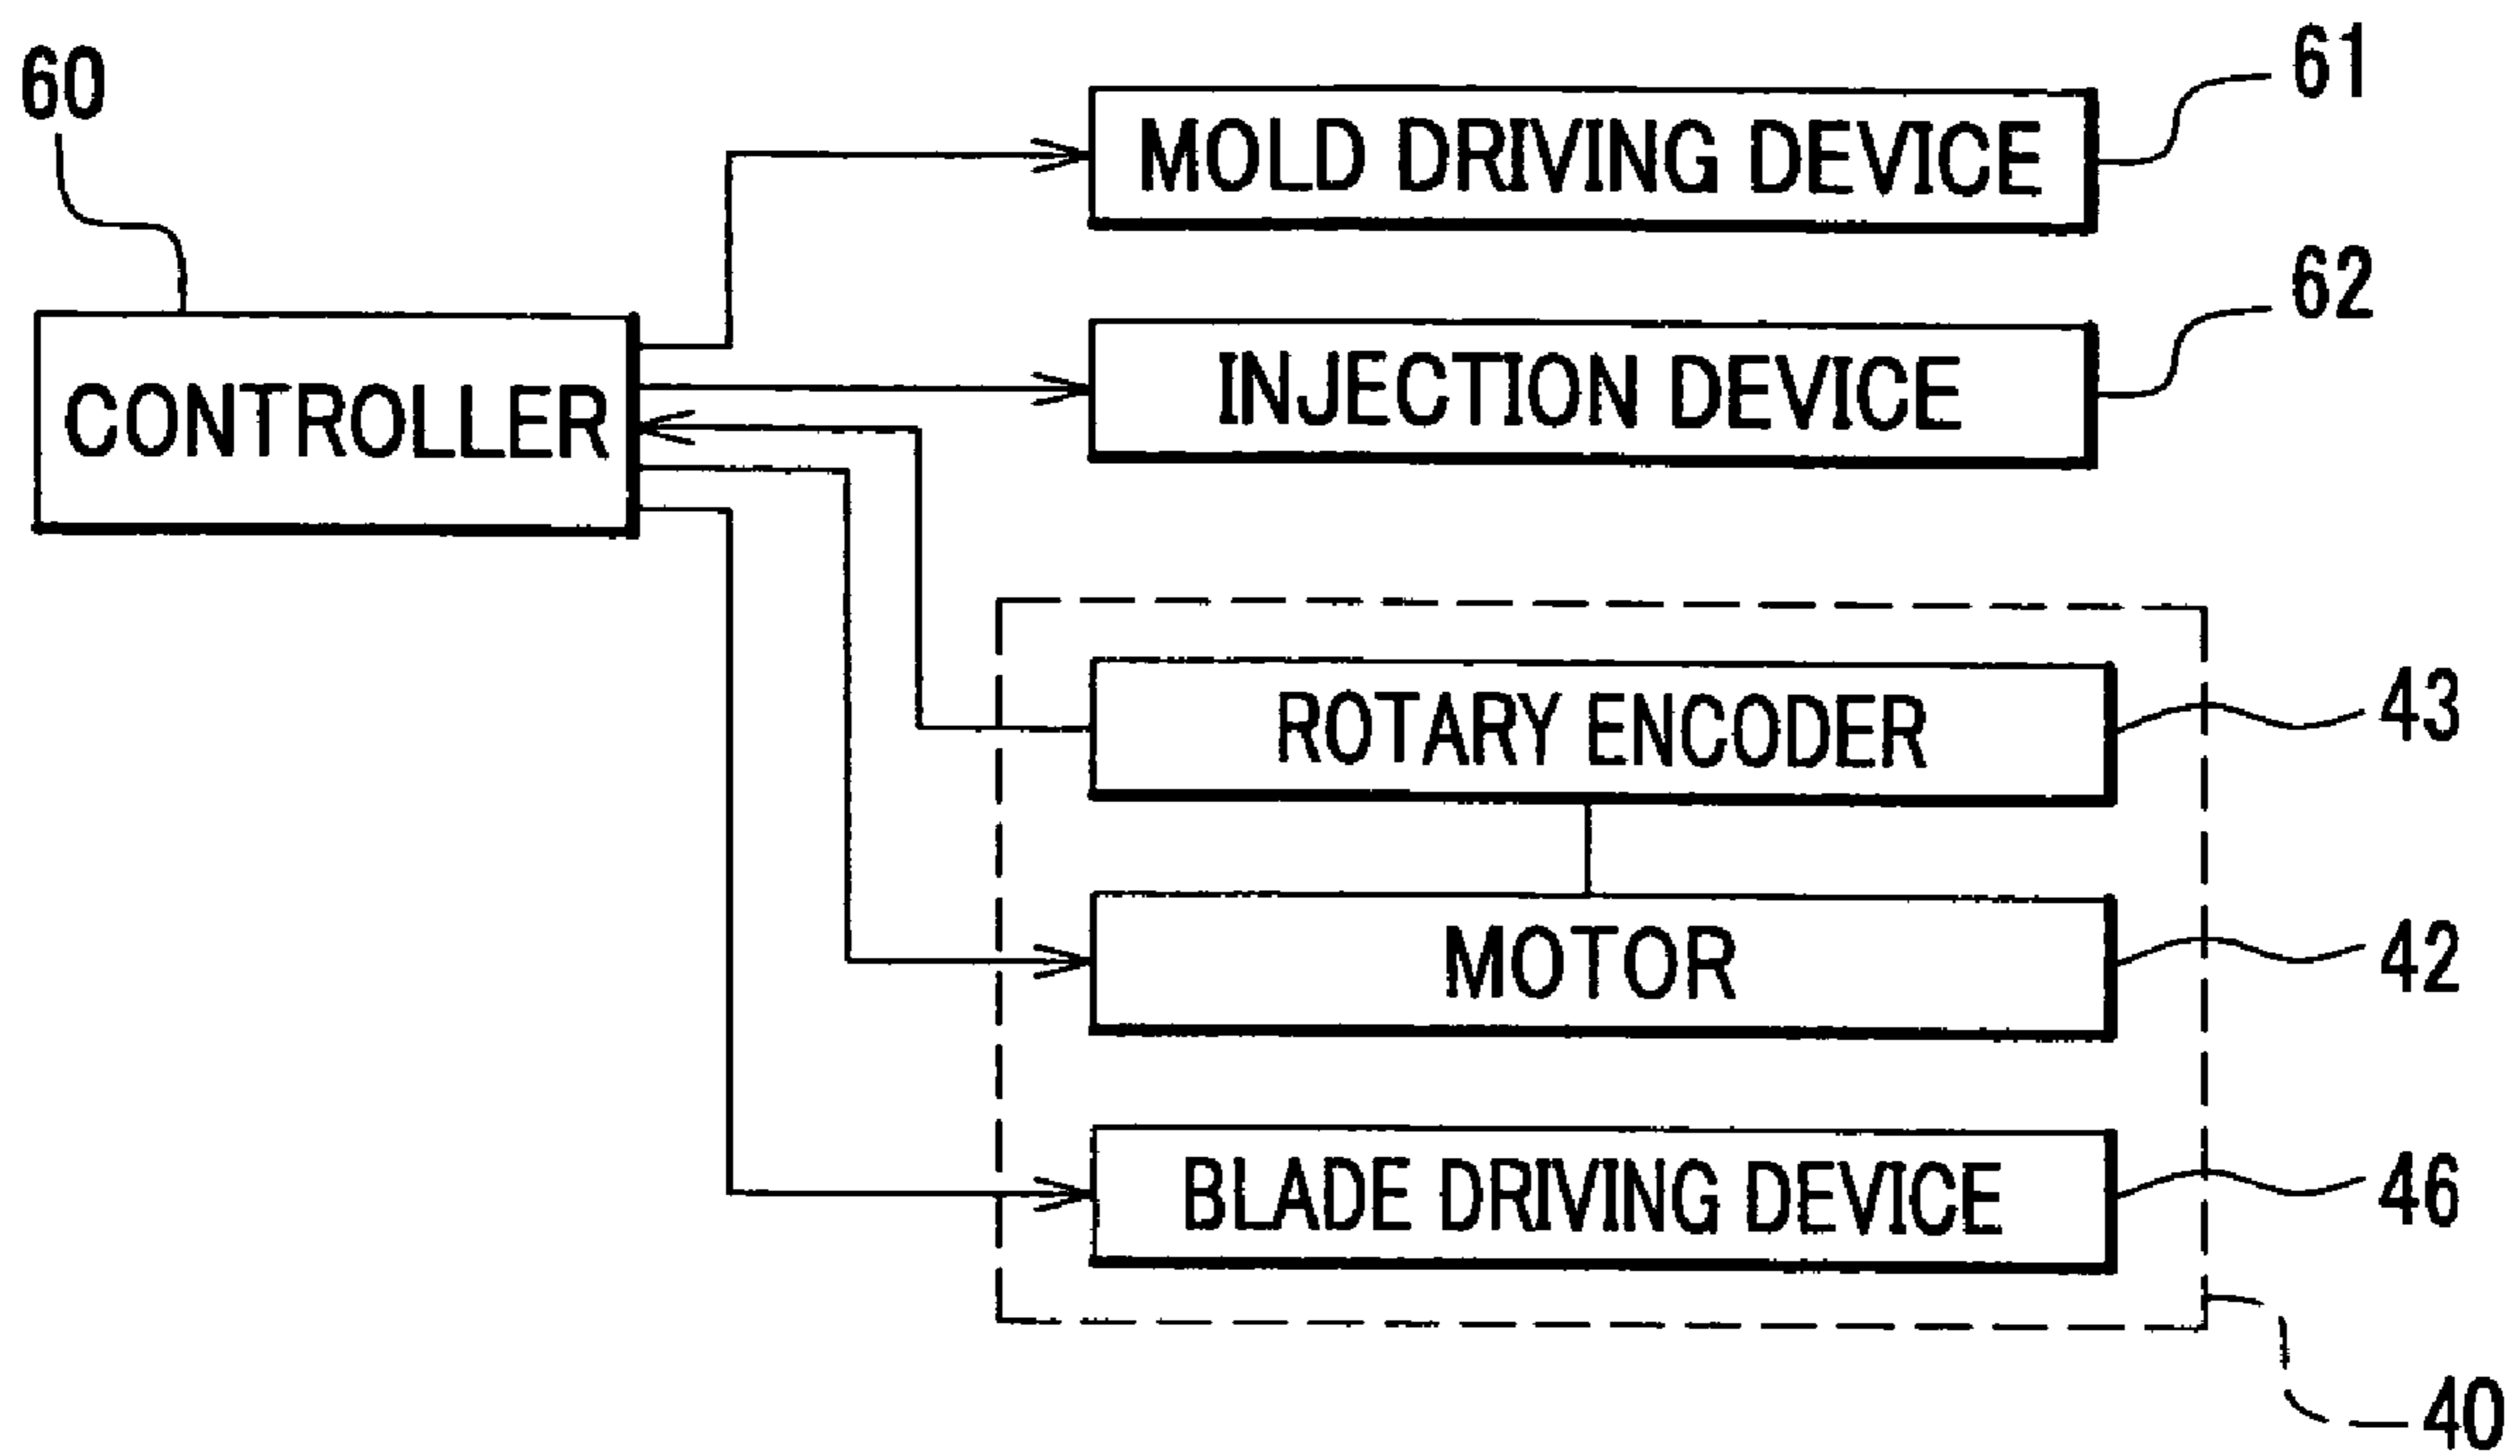 60
61
MOLD DRIVING DEVICE
62
CONTROLLER
INJECTION DEVICE
43
ROTARY ENCODER
42
MOTOR
46
BLADE DRIVING DEVICE
40